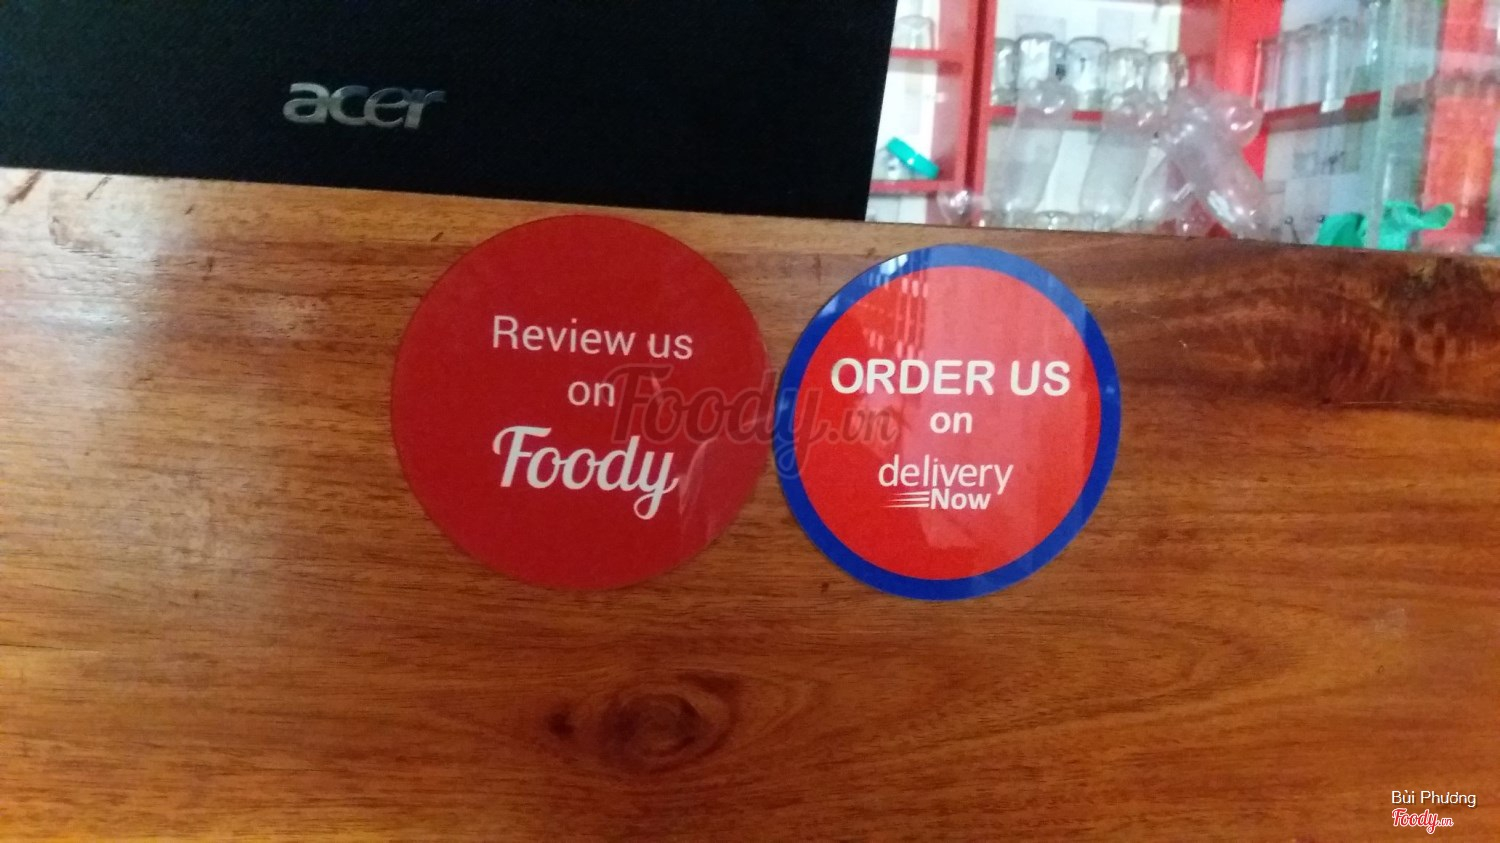 acer
Review us
on
Foody
ORDER US
on
delivery
Now
Foody.vn
Bùi Phương
Foody.vn